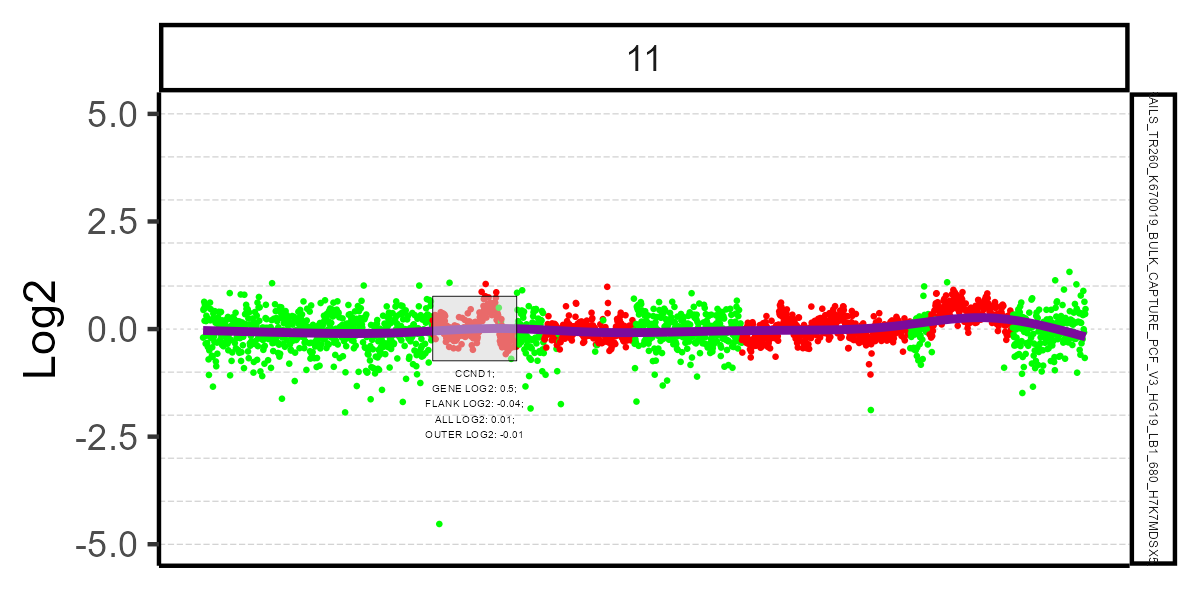 11
5.0
2.5
0.0
-2.5
-5.0
Log2
CCND1;
GENE LOG2: 0.5;
FLANK LOG2: -0.04;
ALL LOG2: 0.01;
OUTER LOG2: -0.01
AILS_TR260_K670019_BULK_CAPTURE_PCF_V3_HG19_LB1_680_H7K7MDSX5